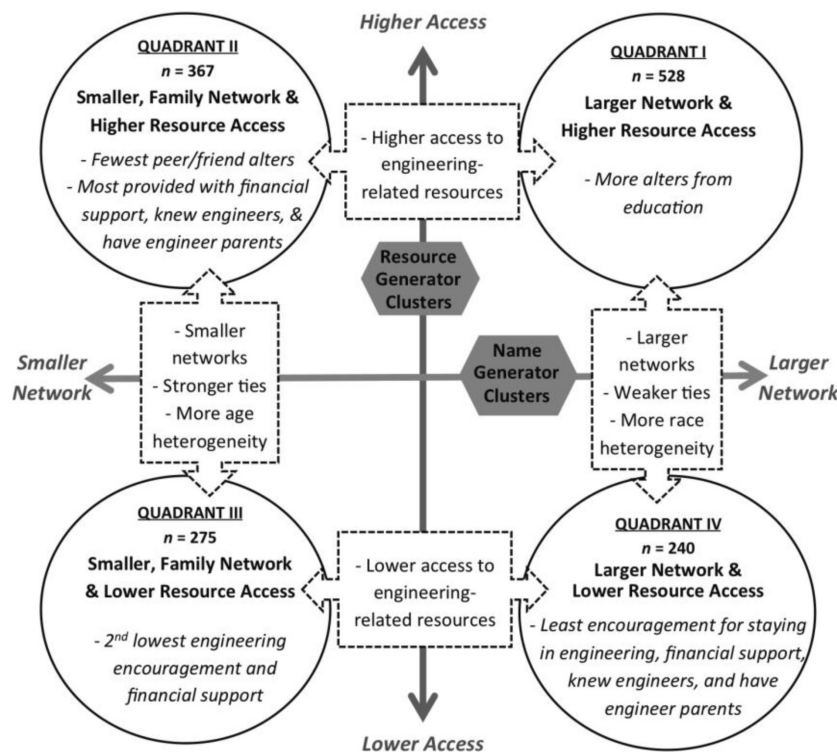 Higher Access
QUADRANT II
n = 367
Smaller, Family Network &
Higher Resource Access
- Fewest peer/friend alters
- Most provided with financial
support, knew engineers, &
have engineer parents
- Higher access to
engineering-
related resources
QUADRANT I
n = 528
Larger Network &
Higher Resource Access
- More alters from
education
Resource
Generator
Clusters
Smaller
Network
- Smaller
networks
- Stronger ties
- More age
heterogeneity
Name
Generator
Clusters
- Larger
networks
- Weaker ties
- More race
heterogeneity
Larger
Network
QUADRANT III
n = 275
Smaller, Family Network
& Lower Resource Access
- 2nd lowest engineering
encouragement and
financial support
- Lower access to
engineering-
related resources
QUADRANT IV
n = 240
Larger Network &
Lower Resource Access
- Least encouragement for staying
in engineering, financial support,
knew engineers, and have
engineer parents
Lower Access